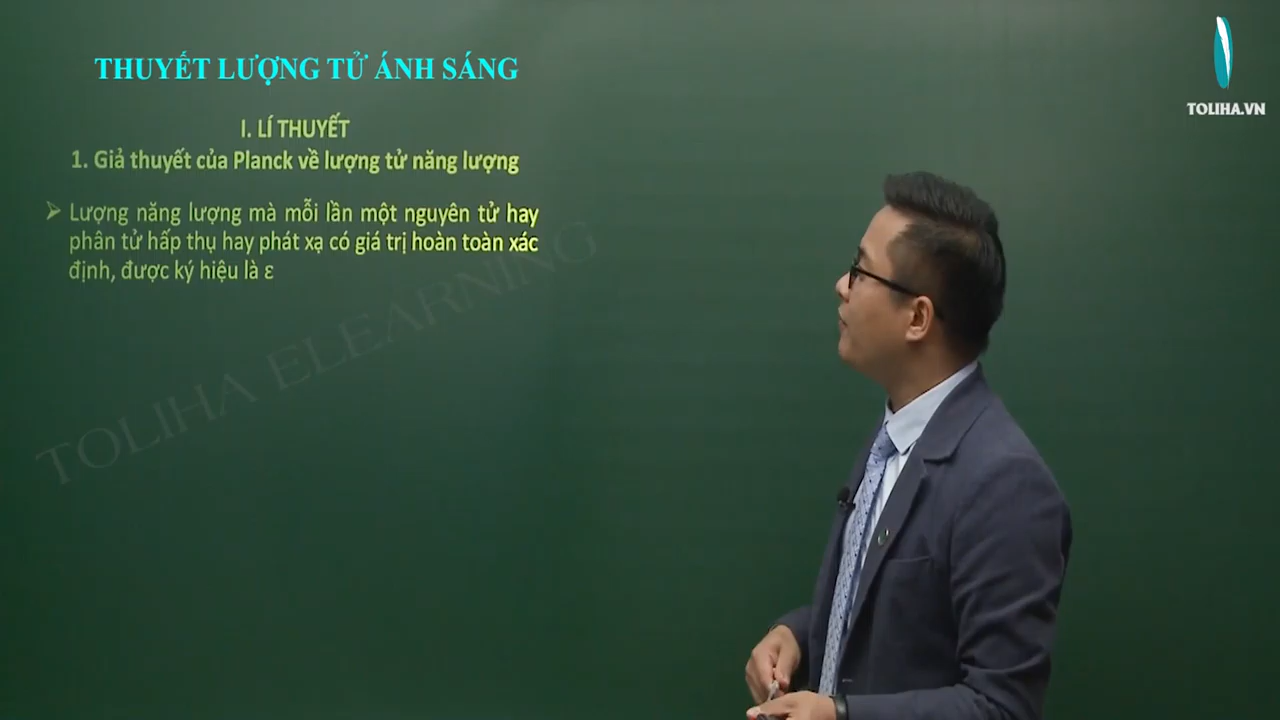 THUYẾT LƯỢNG TỬ ÁNH SÁNG
TOLIHA.VN
I. LÍ THUYẾT
1. Giả thuyết của Planck về lượng tử năng lượng
➢ Lượng năng lượng mà mỗi lần một nguyên tử hay
phân tử hấp thụ hay phát xạ có giá trị hoàn toàn xác
định, được ký hiệu là ε
TOLIHA ELEARNING